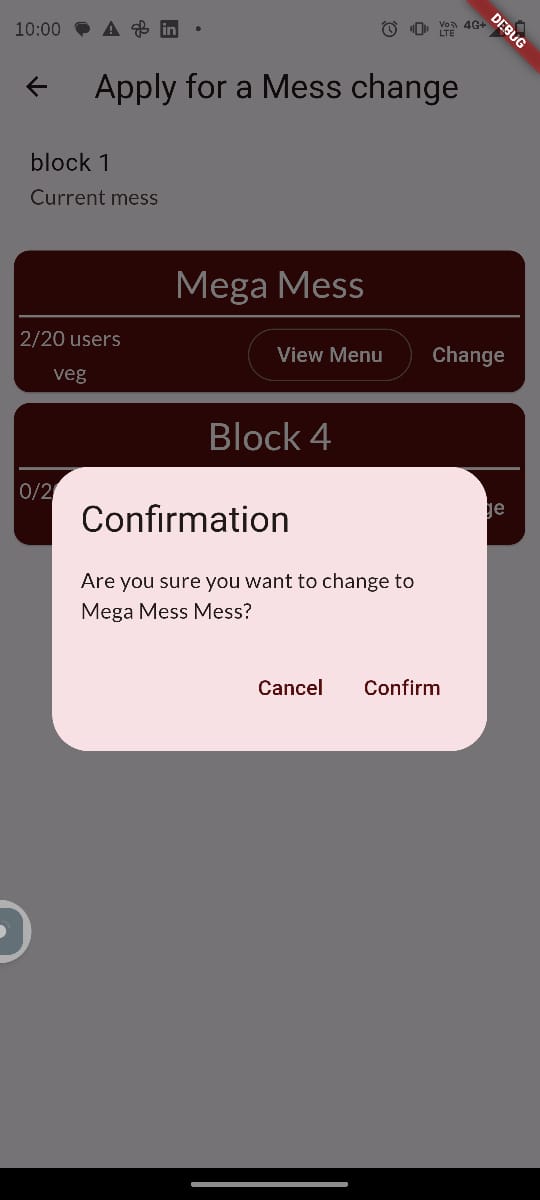 10:00
VoLTE 4G+
DEBUG
Apply for a Mess change
block 1
Current mess
Mega Mess
2/20 users
View Menu
Change
veg
Block 4
0/2
ge
Confirmation
Are you sure you want to change to
Mega Mess Mess?
Cancel
Confirm